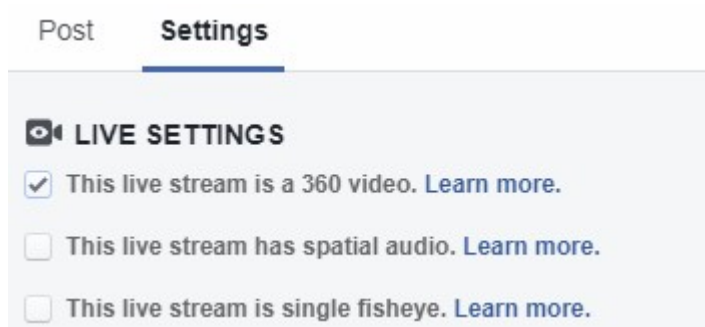 Post Settings
LIVE SETTINGS
This live stream is a 360 video. Learn more.
This live stream has spatial audio. Learn more.
This live stream is single fisheye. Learn more.